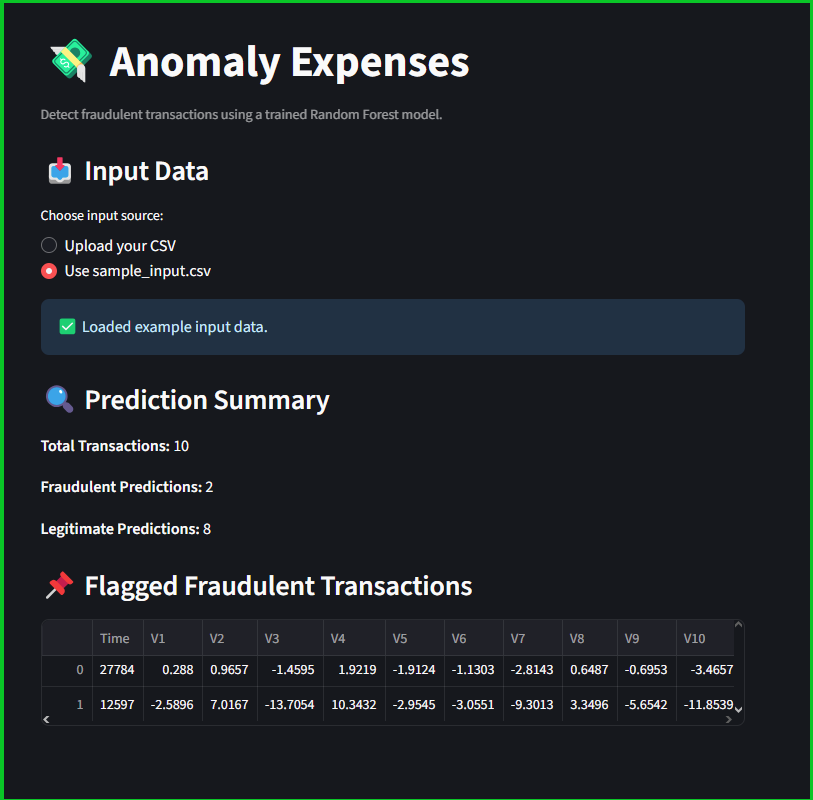 Anomaly Expenses
Detect fraudulent transactions using a trained Random Forest model.
Input Data
Choose input source:
Upload your CSV
Use sample_input.csv
Loaded example input data.
Prediction Summary
Total Transactions: 10
Fraudulent Predictions: 2
Legitimate Predictions: 8
Flagged Fraudulent Transactions
Time V1 V2 V3 V4 V5 V6 V7 V8 V9 V10
0 27784 0.288 0.9657 -1.4595 1.9219 -1.9124 -1.1303 -2.8143 0.6487 -0.6953 -3.4657
1 12597 -2.5896 7.0167 -13.7054 10.3432 -2.9545 -3.0551 -9.3013 3.3496 -5.6542 -11.8539